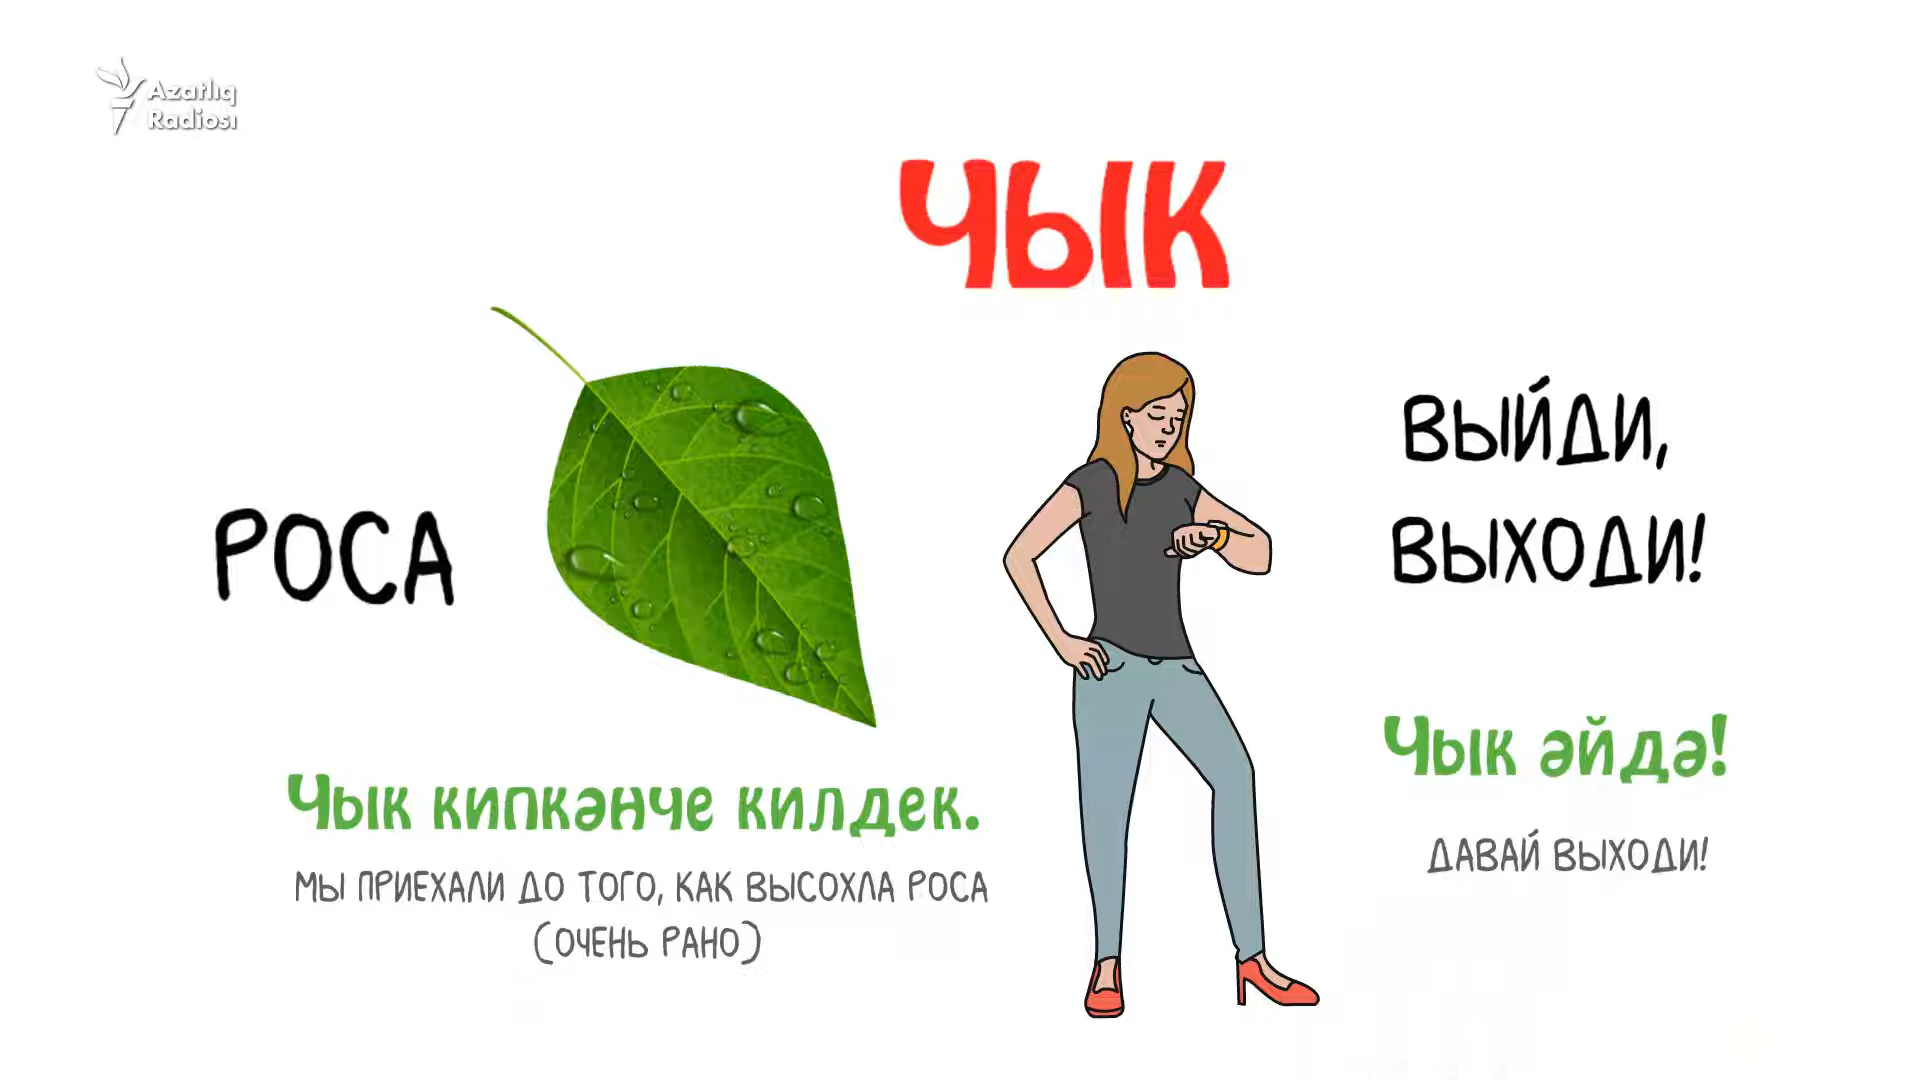 Azatlıq
Radiosı
ЧЫК
РОСА
ВЫЙДИ,
ВЫХОДИ!
Чык кипкәнче килдек.
МЫ ПРИЕХАЛИ ДО ТОГО, КАК ВЫСОХЛА РОСА
(ОЧЕНЬ РАНО)
Чык әйдә!
ДАВАЙ ВЫХОДИ!